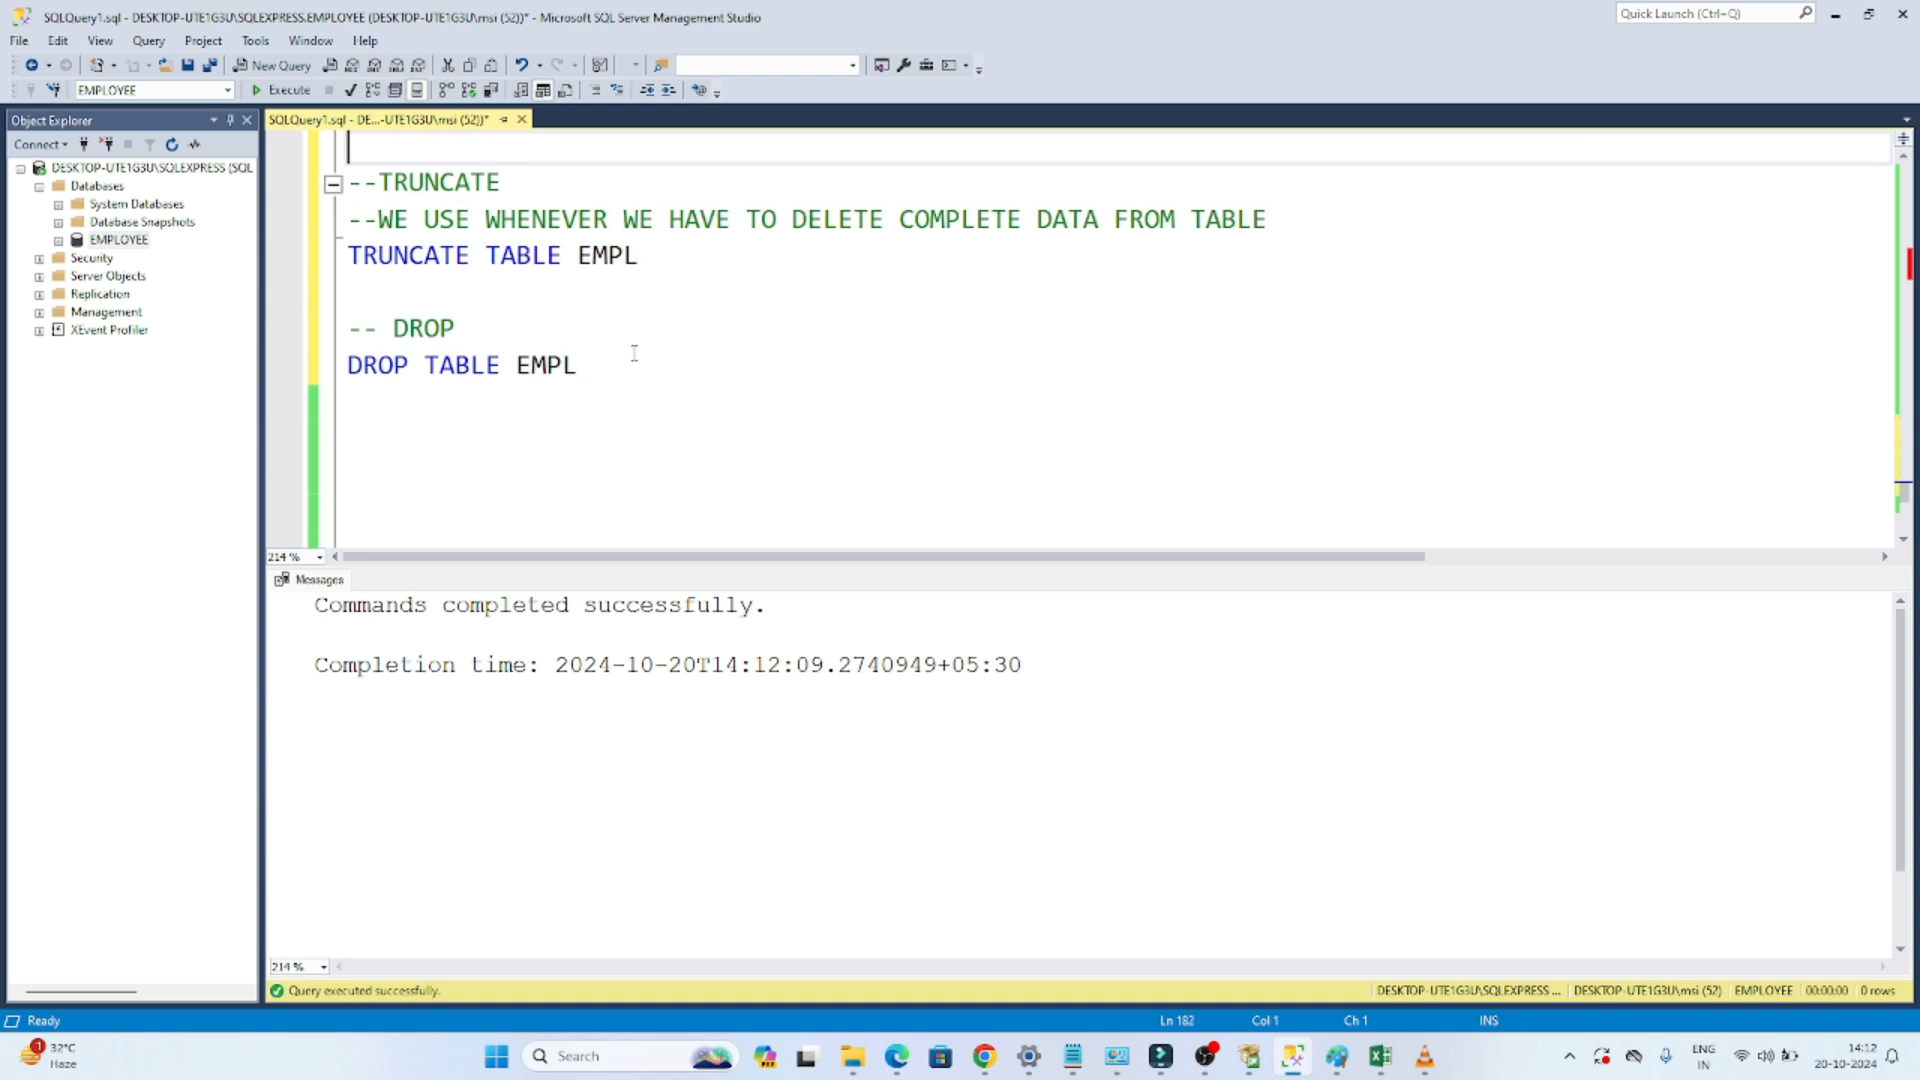 SQLQuery1.sql - DESKTOP-UTE1G3U\SQLEXPRESS.EMPLOYEE (DESKTOP-UTE1G3U\msi (52))* - Microsoft SQL Server Management Studio
Quick Launch (Ctrl+Q)
File Edit View Query Project Tools Window Help
New Query
EMPLOYEE
Execute
Object Explorer
SQLQuery1.sql - DE...-UTE1G3U\msi (52))*
Connect
DESKTOP-UTE1G3U\SQLEXPRESS (SQL
Databases
System Databases
Database Snapshots
EMPLOYEE
Security
Server Objects
Replication
Management
XEvent Profiler
--TRUNCATE
--WE USE WHENEVER WE HAVE TO DELETE COMPLETE DATA FROM TABLE
TRUNCATE TABLE EMPL
-- DROP
DROP TABLE EMPL
214 %
Messages
Commands completed successfully.
Completion time: 2024-10-20T14:12:09.2740949+05:30
214 %
Query executed successfully.
DESKTOP-UTE1G3U\SQLEXPRESS ... DESKTOP-UTE1G3U\msi (52) EMPLOYEE 00:00:00 0 rows
Ready
Ln 182 Col 1 Ch 1 INS
1
32°C
Haze
Search
ENG
IN
14:12
20-10-2024